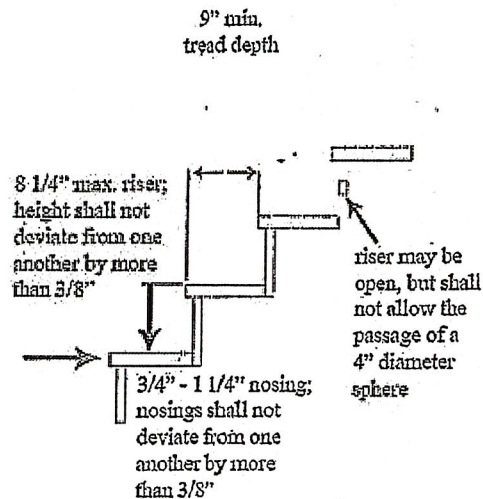 9" min.
tread depth
8 1/4" max. riser;
height shall not
deviate from one
another by more
than 3/8"
riser may be
open, but shall
not allow the
passage of a
4" diameter
sphere
3/4" - 1 1/4" nosing;
nosings shall not
deviate from one
another by more
than 3/8"